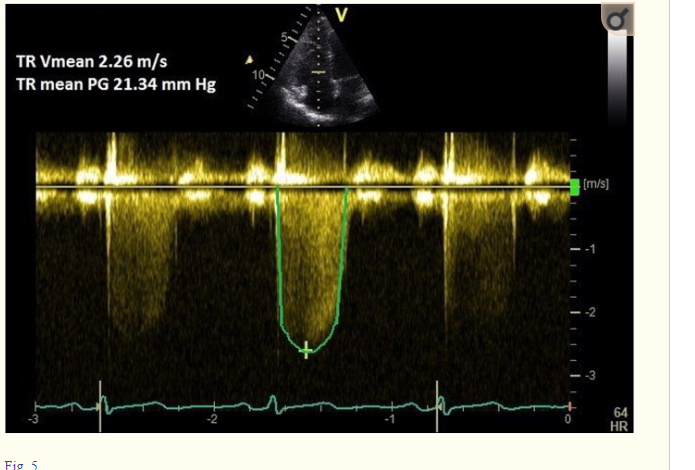 V
5
10
TR Vmean 2.26 m/s
TR mean PG 21.34 mm Hg
[m/s]
-1
-2
-3
-3
-2
-1
0
64
HR
Fig. 5